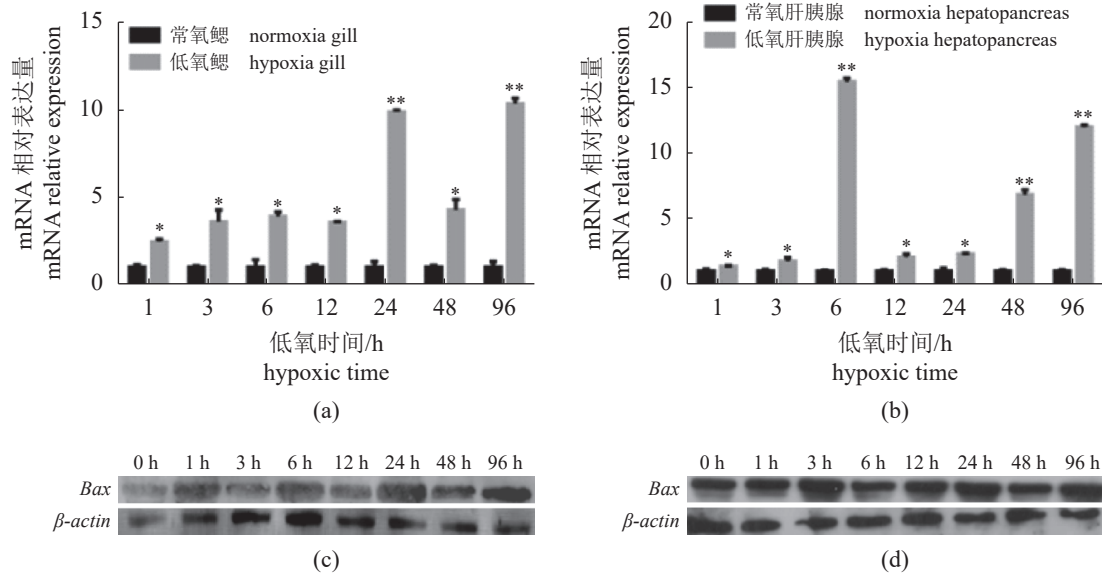 mRNA 相对表达量
mRNA relative expression
15
10
5
0
常氧鳃 normoxia gill
低氧鳃 hypoxia gill
* * * * ** * **
1 3 6 12 24 48 96
低氧时间/h
hypoxic time
(a)
mRNA 相对表达量
mRNA relative expression
20
15
10
5
0
常氧肝胰腺 normoxia hepatopancreas
低氧肝胰腺 hypoxia hepatopancreas
* * ** * * ** **
1 3 6 12 24 48 96
低氧时间/h
hypoxic time
(b)
0 h 1 h 3 h 6 h 12 h 24 h 48 h 96 h
Bax
β-actin
(c)
0 h 1 h 3 h 6 h 12 h 24 h 48 h 96 h
Bax
β-actin
(d)